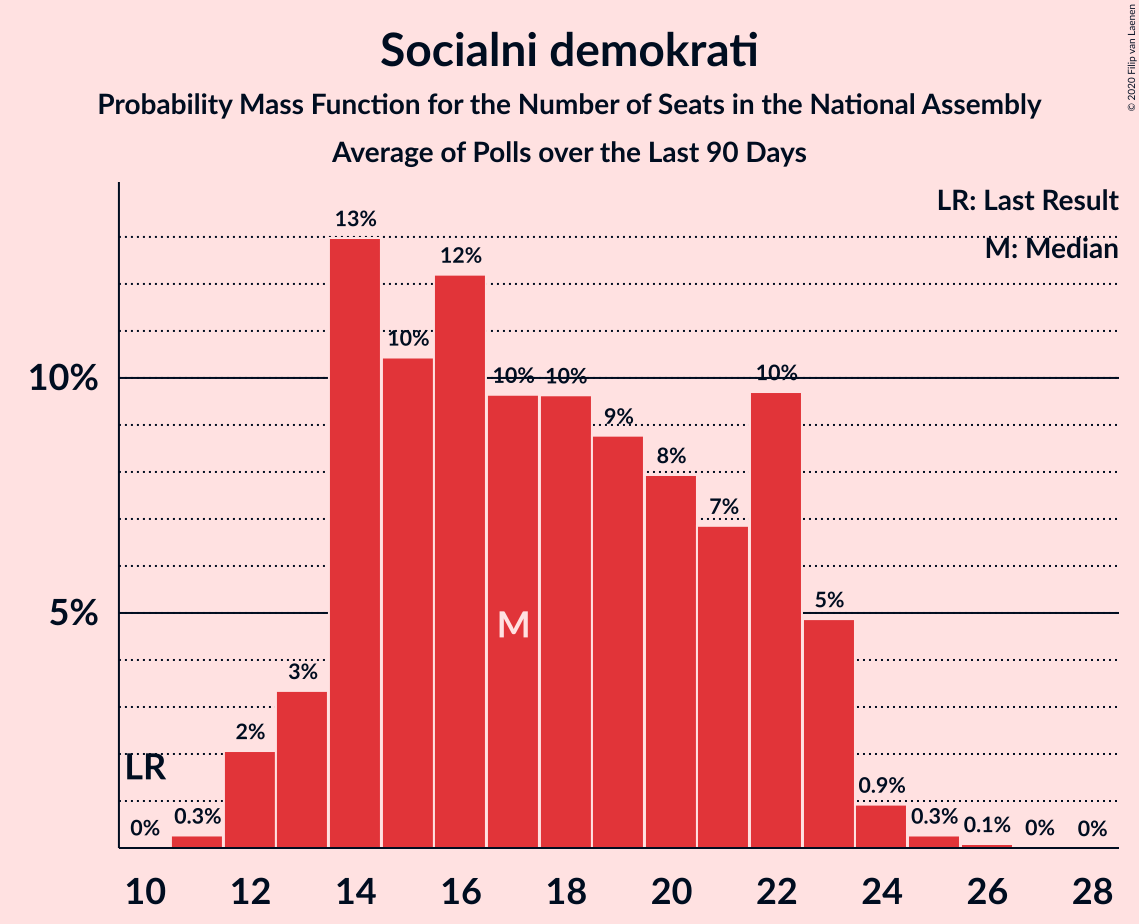 Socialni demokrati
Probability Mass Function for the Number of Seats in the National Assembly
Average of Polls over the Last 90 Days
© 2020 Filip van Laenen
LR: Last Result
M: Median
10%
5%
0%
0.3%
2%
3%
13%
10%
12%
10%
10%
9%
8%
7%
10%
5%
0.9%
0.3%
0.1%
0%
0%
LR
M
10 12 14 16 18 20 22 24 26 28